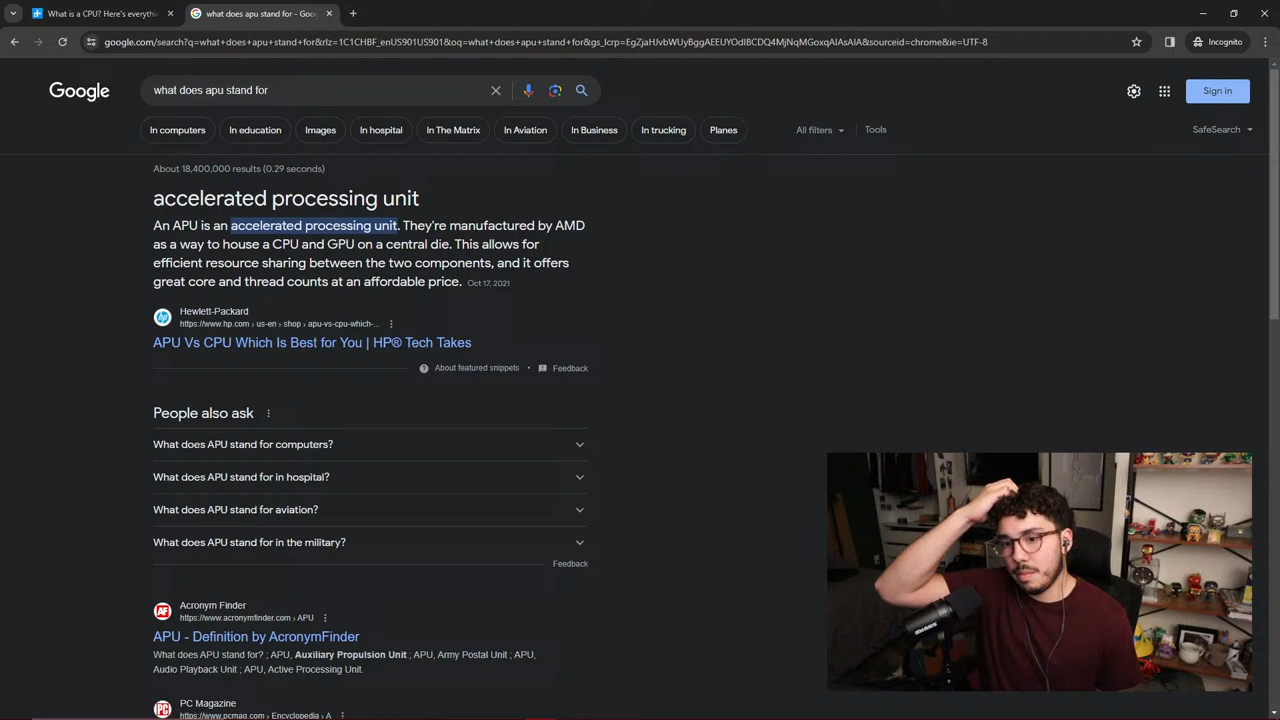 What is a CPU? Here's everythi
what does apu stand for - Goo
google.com/search?q=what+does+apu+stand+for&rlz=1C1CHBF_enUS901US901&oq=what+does+apu+stand+for&gs_lcrp=EgZjaHJvbWUyBggAEEUYOdIBCDQ4MjNqMGoxqAIAsAIA&sourceid=chrome&ie=UTF-8
Incognito
Google
what does apu stand for
Sign in
In computers
In education
Images
In hospital
In The Matrix
In Aviation
In Business
In trucking
Planes
All filters
Tools
SafeSearch
About 18,400,000 results (0.29 seconds)
accelerated processing unit
An APU is an accelerated processing unit. They're manufactured by AMD
as a way to house a CPU and GPU on a central die. This allows for
efficient resource sharing between the two components, and it offers
great core and thread counts at an affordable price. Oct 17, 2021
hp
Hewlett-Packard
https://www.hp.com › us-en › shop › apu-vs-cpu-which-...
APU Vs CPU Which Is Best for You | HP® Tech Takes
About featured snippets • Feedback
People also ask
What does APU stand for computers?
What does APU stand for in hospital?
What does APU stand for aviation?
What does APU stand for in the military?
Feedback
AF
Acronym Finder
https://www.acronymfinder.com › APU
APU - Definition by AcronymFinder
What does APU stand for? ; APU, Auxiliary Propulsion Unit ; APU, Army Postal Unit ; APU,
Audio Playback Unit ; APU, Active Processing Unit.
PC
PC Magazine
https://www.pcmag.com › Encyclopedia › A
SHURE